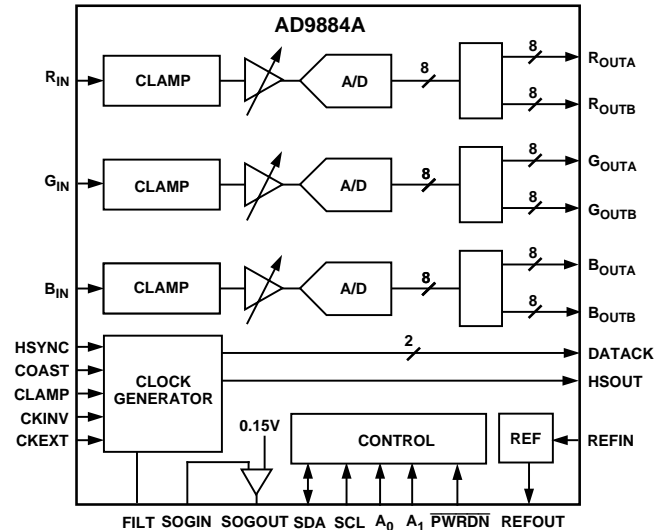 AD9884A
R_IN CLAMP A/D 8 8 R_OUTA
8 R_OUTB
G_IN CLAMP A/D 8 8 G_OUTA
8 G_OUTB
B_IN CLAMP A/D 8 8 B_OUTA
8 B_OUTB
HSYNC
COAST
CLAMP
CKINV
CKEXT
CLOCK
GENERATOR
2 DATACK
HSOUT
0.15V
CONTROL
REF REFIN
FILT SOGIN SOGOUT SDA SCL A_0 A_1 PWRDN REFOUT